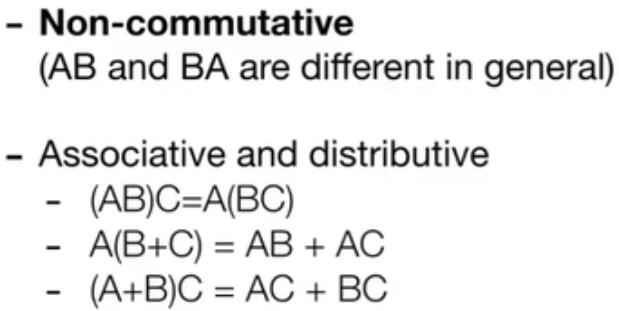 - Non-commutative
(AB and BA are different in general)
- Associative and distributive
- (AB)C=A(BC)
- A(B+C) = AB + AC
- (A+B)C = AC + BC